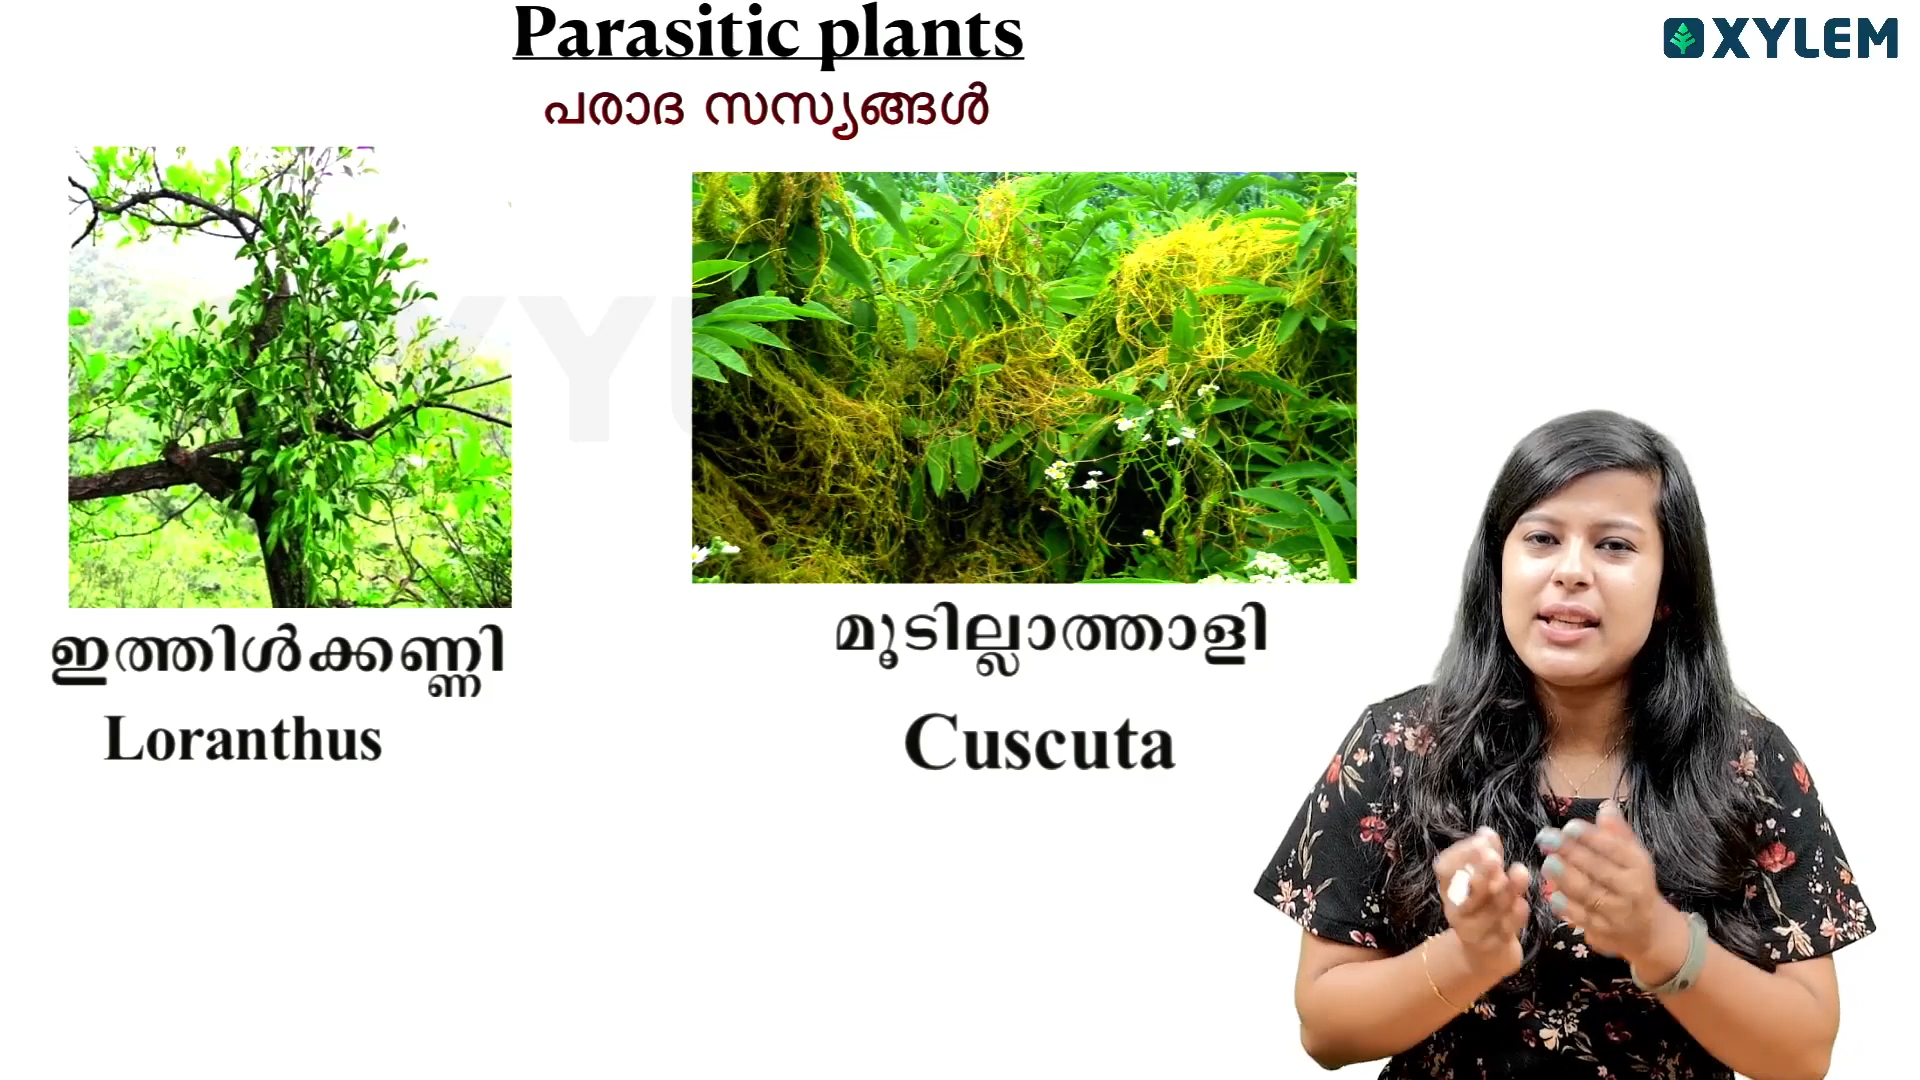 Parasitic plants
XYLEM
പരാദ സസ്യങ്ങൾ
ഇത്തിൾക്കണ്ണി
Loranthus
മൂടില്ലാത്താളി
Cuscuta